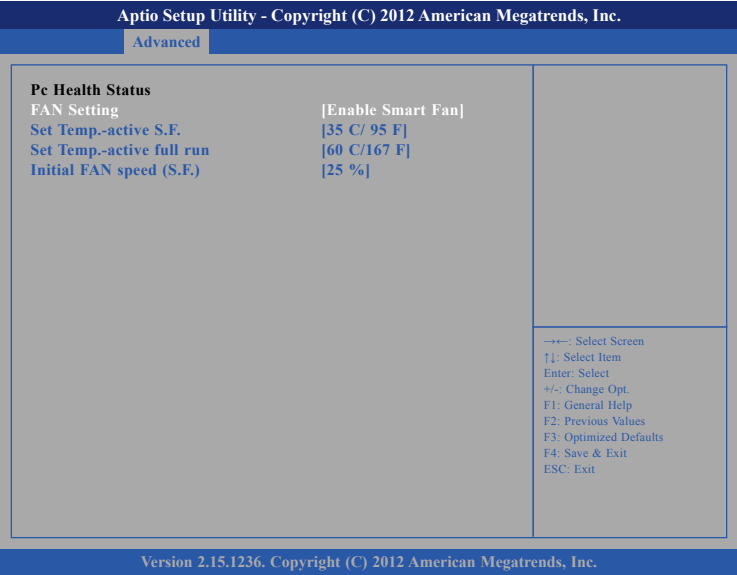 Aptio Setup Utility - Copyright (C) 2012 American Megatrends, Inc.
Advanced
Pc Health Status
FAN Setting [Enable Smart Fan]
Set Temp.-active S.F. [35 C/ 95 F]
Set Temp.-active full run [60 C/167 F]
Initial FAN speed (S.F.) [25 %]
→←: Select Screen
↑↓: Select Item
Enter: Select
+/-: Change Opt.
F1: General Help
F2: Previous Values
F3: Optimized Defaults
F4: Save & Exit
ESC: Exit
Version 2.15.1236. Copyright (C) 2012 American Megatrends, Inc.